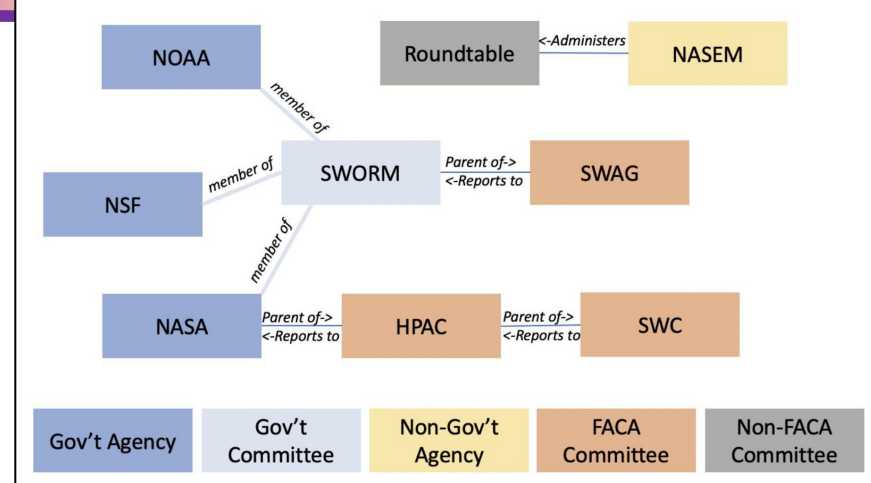 NOAA
Roundtable
<-Administers
NASEM
member of
member of
SWORM
Parent of->
<-Reports to
SWAG
NSF
member of
NASA
Parent of->
<-Reports to
HPAC
Parent of->
<-Reports to
SWC
Gov't Agency
Gov't
Committee
Non-Gov't
Agency
FACA
Committee
Non-FACA
Committee